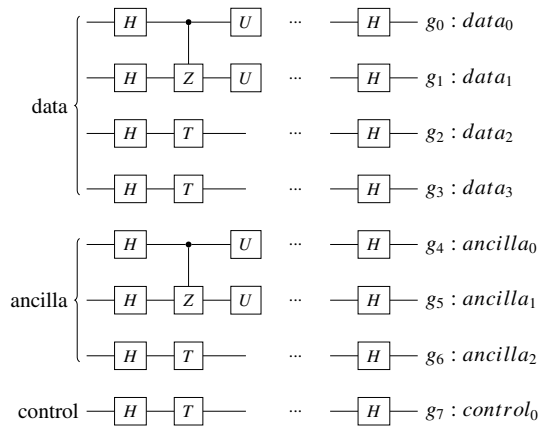 H U ... H g0 : data0
H Z U ... H g1 : data1
data
H T ... H g2 : data2
H T ... H g3 : data3
H U ... H g4 : ancilla0
ancilla H Z U ... H g5 : ancilla1
H T ... H g6 : ancilla2
control H T ... H g7 : control0